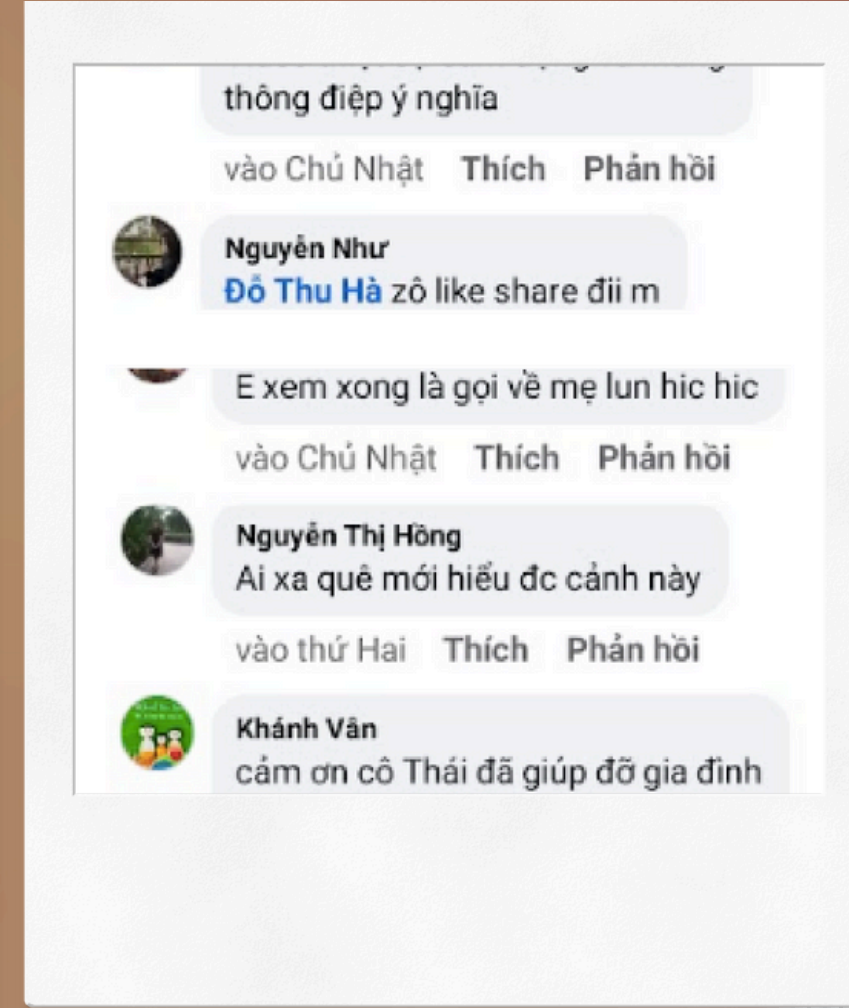 thông điệp ý nghĩa
vào Chủ Nhật Thích Phản hồi
Nguyễn Như
Đỗ Thu Hà zô like share đii m
E xem xong là gọi về mẹ lun hic hic
vào Chủ Nhật Thích Phản hồi
Nguyễn Thị Hồng
Ai xa quê mới hiểu đc cảnh này
vào thứ Hai Thích Phản hồi
Khánh Vân
cảm ơn cô Thái đã giúp đỡ gia đình